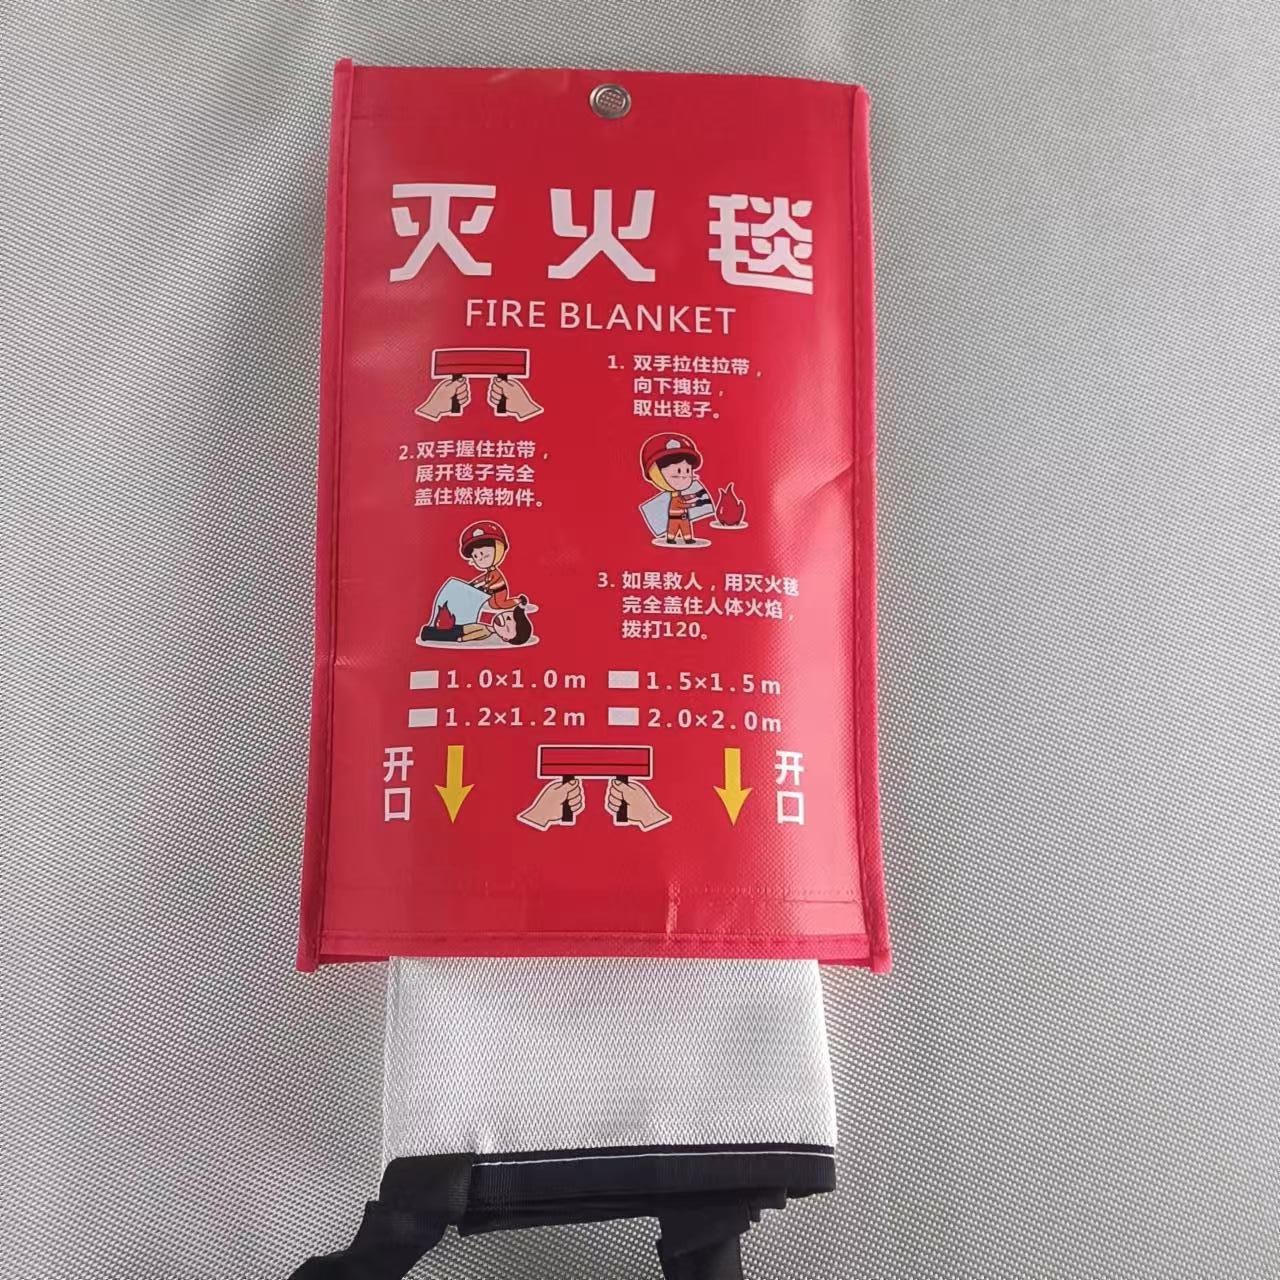 灭火毯
FIRE BLANKET
1. 双手拉住拉带，
向下拽拉，
取出毯子。
2. 双手握住拉带，
展开毯子完全
盖住燃烧物件。
3. 如果救人，用灭火毯
完全盖住人体火焰，
拨打120。
1.0×1.0m 1.5×1.5m
1.2×1.2m 2.0×2.0m
开口 开口